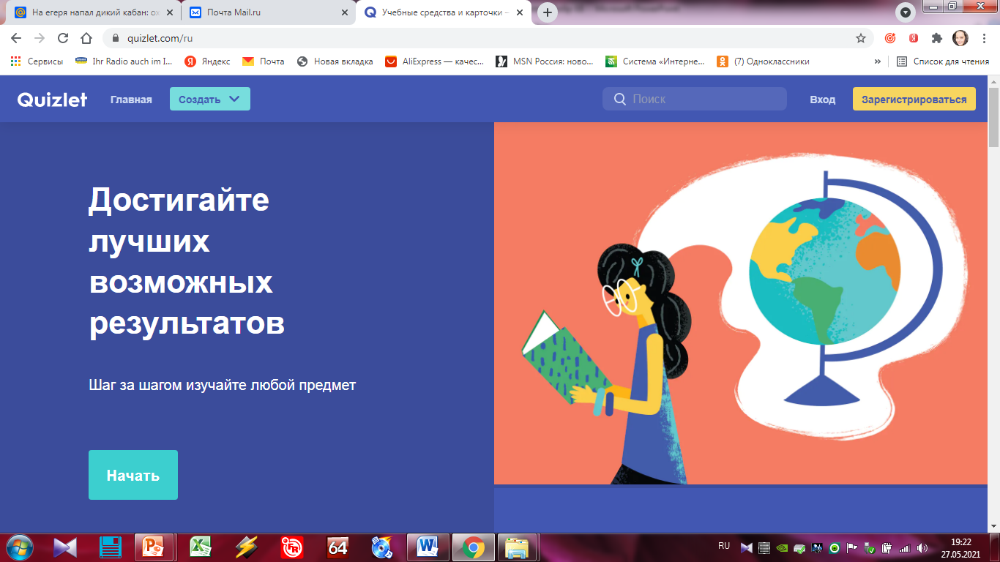 На егеря напал дикий кабан: ох
Почта Mail.ru
Учебные средства и карточки –
quizlet.com/ru
Сервисы
Ihr Radio auch im I...
Яндекс
Почта
Новая вкладка
AliExpress — качес...
MSN Россия: ново...
Система «Интерне...
(7) Одноклассники
»
Список для чтения
Quizlet
Главная
Создать
Поиск
Вход
Зарегистрироваться
Достигайте
лучших
возможных
результатов
Шаг за шагом изучайте любой предмет
Начать
64
RU
19:22
27.05.2021